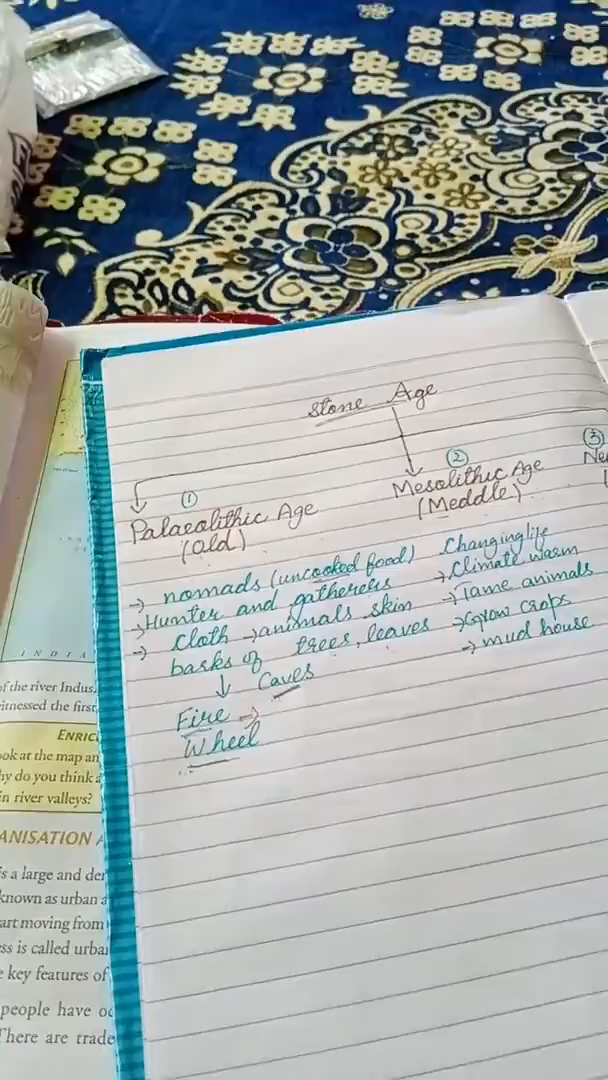 Stone Age
①
Palaeolithic Age
(Old)
→ nomads (uncooked food)
→ Hunter and gatherers
→ cloth → animals skin
barks of trees, leaves
↓ Caves
Fire →
Wheel
②
Mesolithic Age
(Meddle)
Changing life
→ Climate warm
→ Tame animals
→ Grow crops
→ mud house
③
INDIA
of the river Indus.
itnessed the first
ENRIC
ook at the map an
hy do you think
in river valleys?
ANISATION
is a large and der
known as urban a
art moving from
ss is called urba
key features of
people have
There are trade